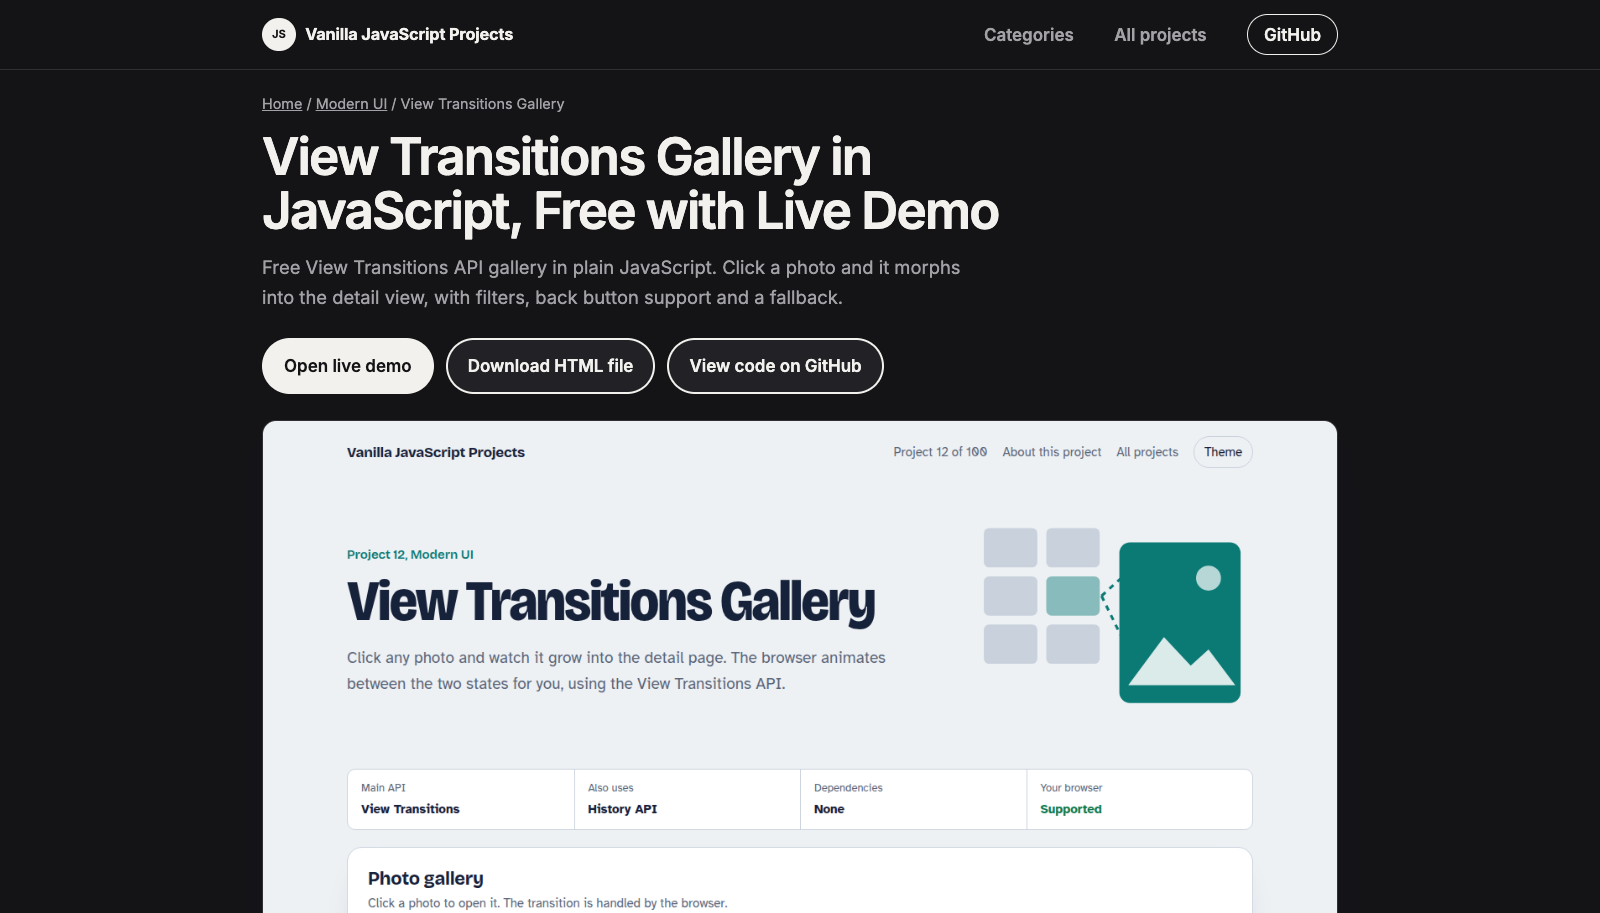 JS
Vanilla JavaScript Projects
Categories
All projects
GitHub
Home / Modern UI / View Transitions Gallery
View Transitions Gallery in
JavaScript, Free with Live Demo
Free View Transitions API gallery in plain JavaScript. Click a photo and it morphs
into the detail view, with filters, back button support and a fallback.
Open live demo
Download HTML file
View code on GitHub
Vanilla JavaScript Projects
Project 12 of 100
About this project
All projects
Theme
Project 12, Modern UI
View Transitions Gallery
Click any photo and watch it grow into the detail page. The browser animates
between the two states for you, using the View Transitions API.
Main API
View Transitions
Also uses
History API
Dependencies
None
Your browser
Supported
Photo gallery
Click a photo to open it. The transition is handled by the browser.